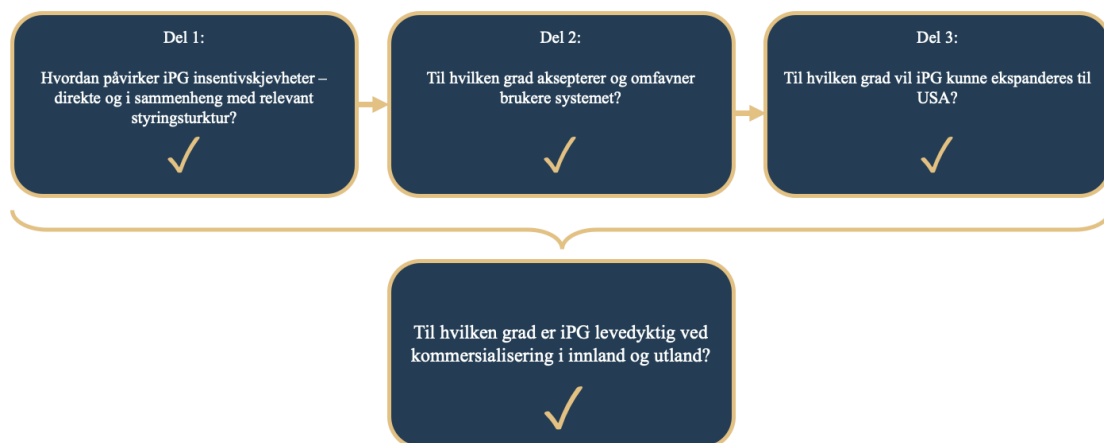 Del 1:
Hvordan påvirker iPG insentivskjevheter –
direkte og i sammenheng med relevant
styringsturktur?
Del 2:
Til hvilken grad aksepterer og omfavner
brukere systemet?
Del 3:
Til hvilken grad vil iPG kunne ekspanderes til
USA?
Til hvilken grad er iPG levedyktig ved
kommersialisering i innland og utland?